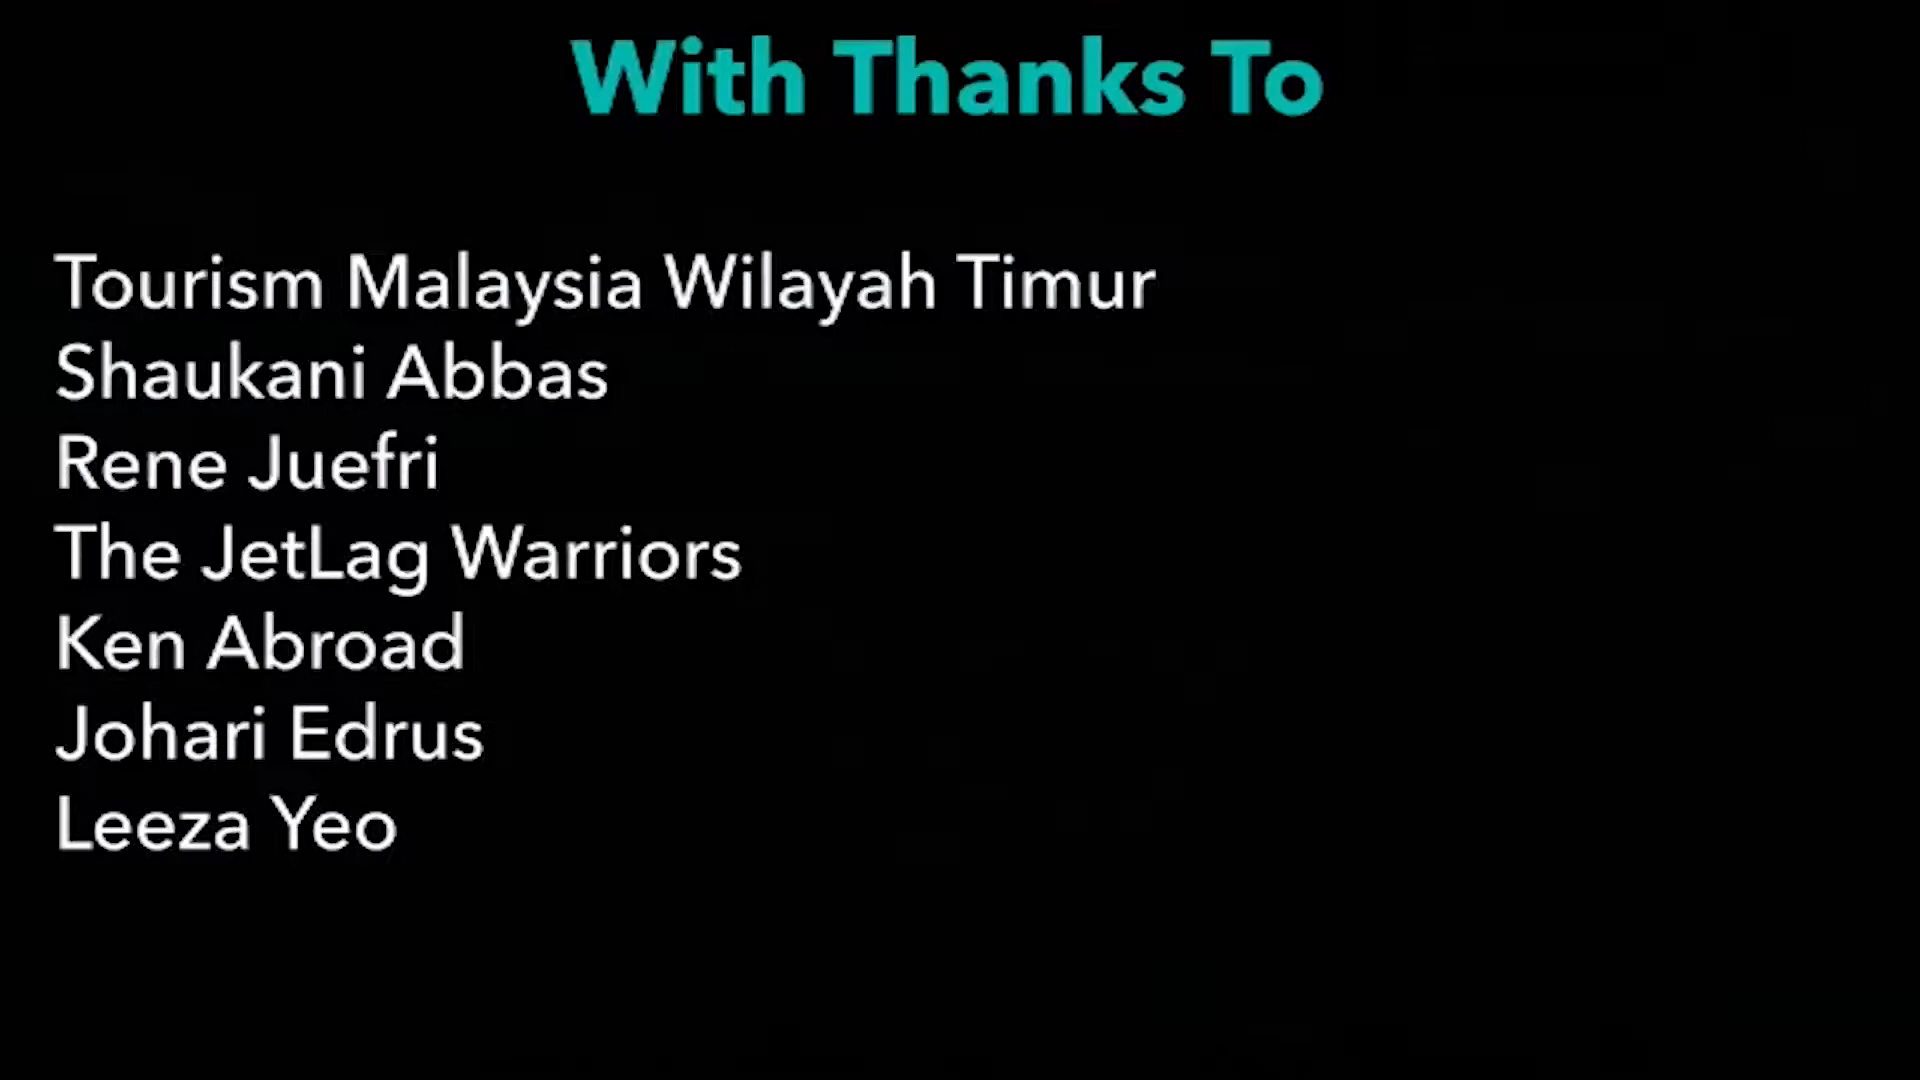 With Thanks To
Tourism Malaysia Wilayah Timur
Shaukani Abbas
Rene Juefri
The JetLag Warriors
Ken Abroad
Johari Edrus
Leeza Yeo